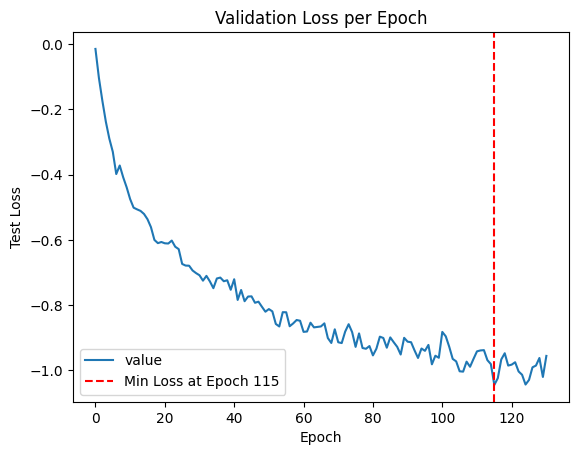 Validation Loss per Epoch
Test Loss
0.0
−0.2
−0.4
−0.6
−0.8
−1.0
value
Min Loss at Epoch 115
0 20 40 60 80 100 120
Epoch